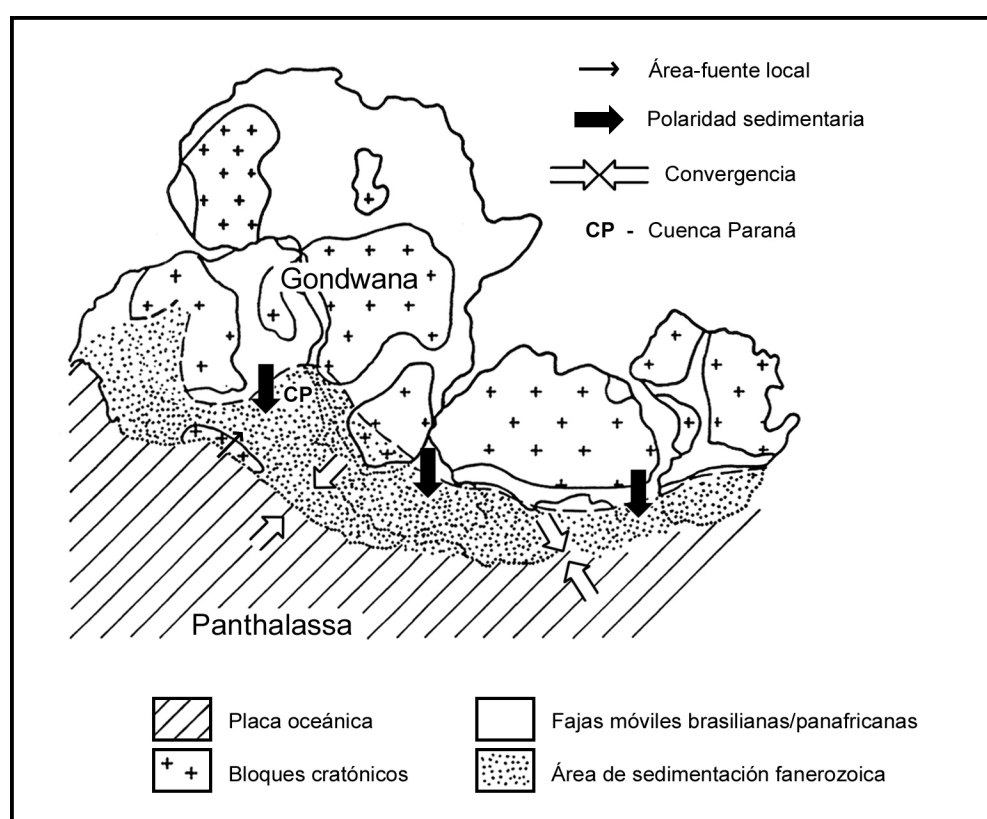 Área-fuente local
Polaridad sedimentaria
Convergencia
CP - Cuenca Paraná
Gondwana
CP
Panthalassa
Placa oceánica
Fajas móviles brasilianas/panafricanas
Bloques cratónicos
Área de sedimentación fanerozoica